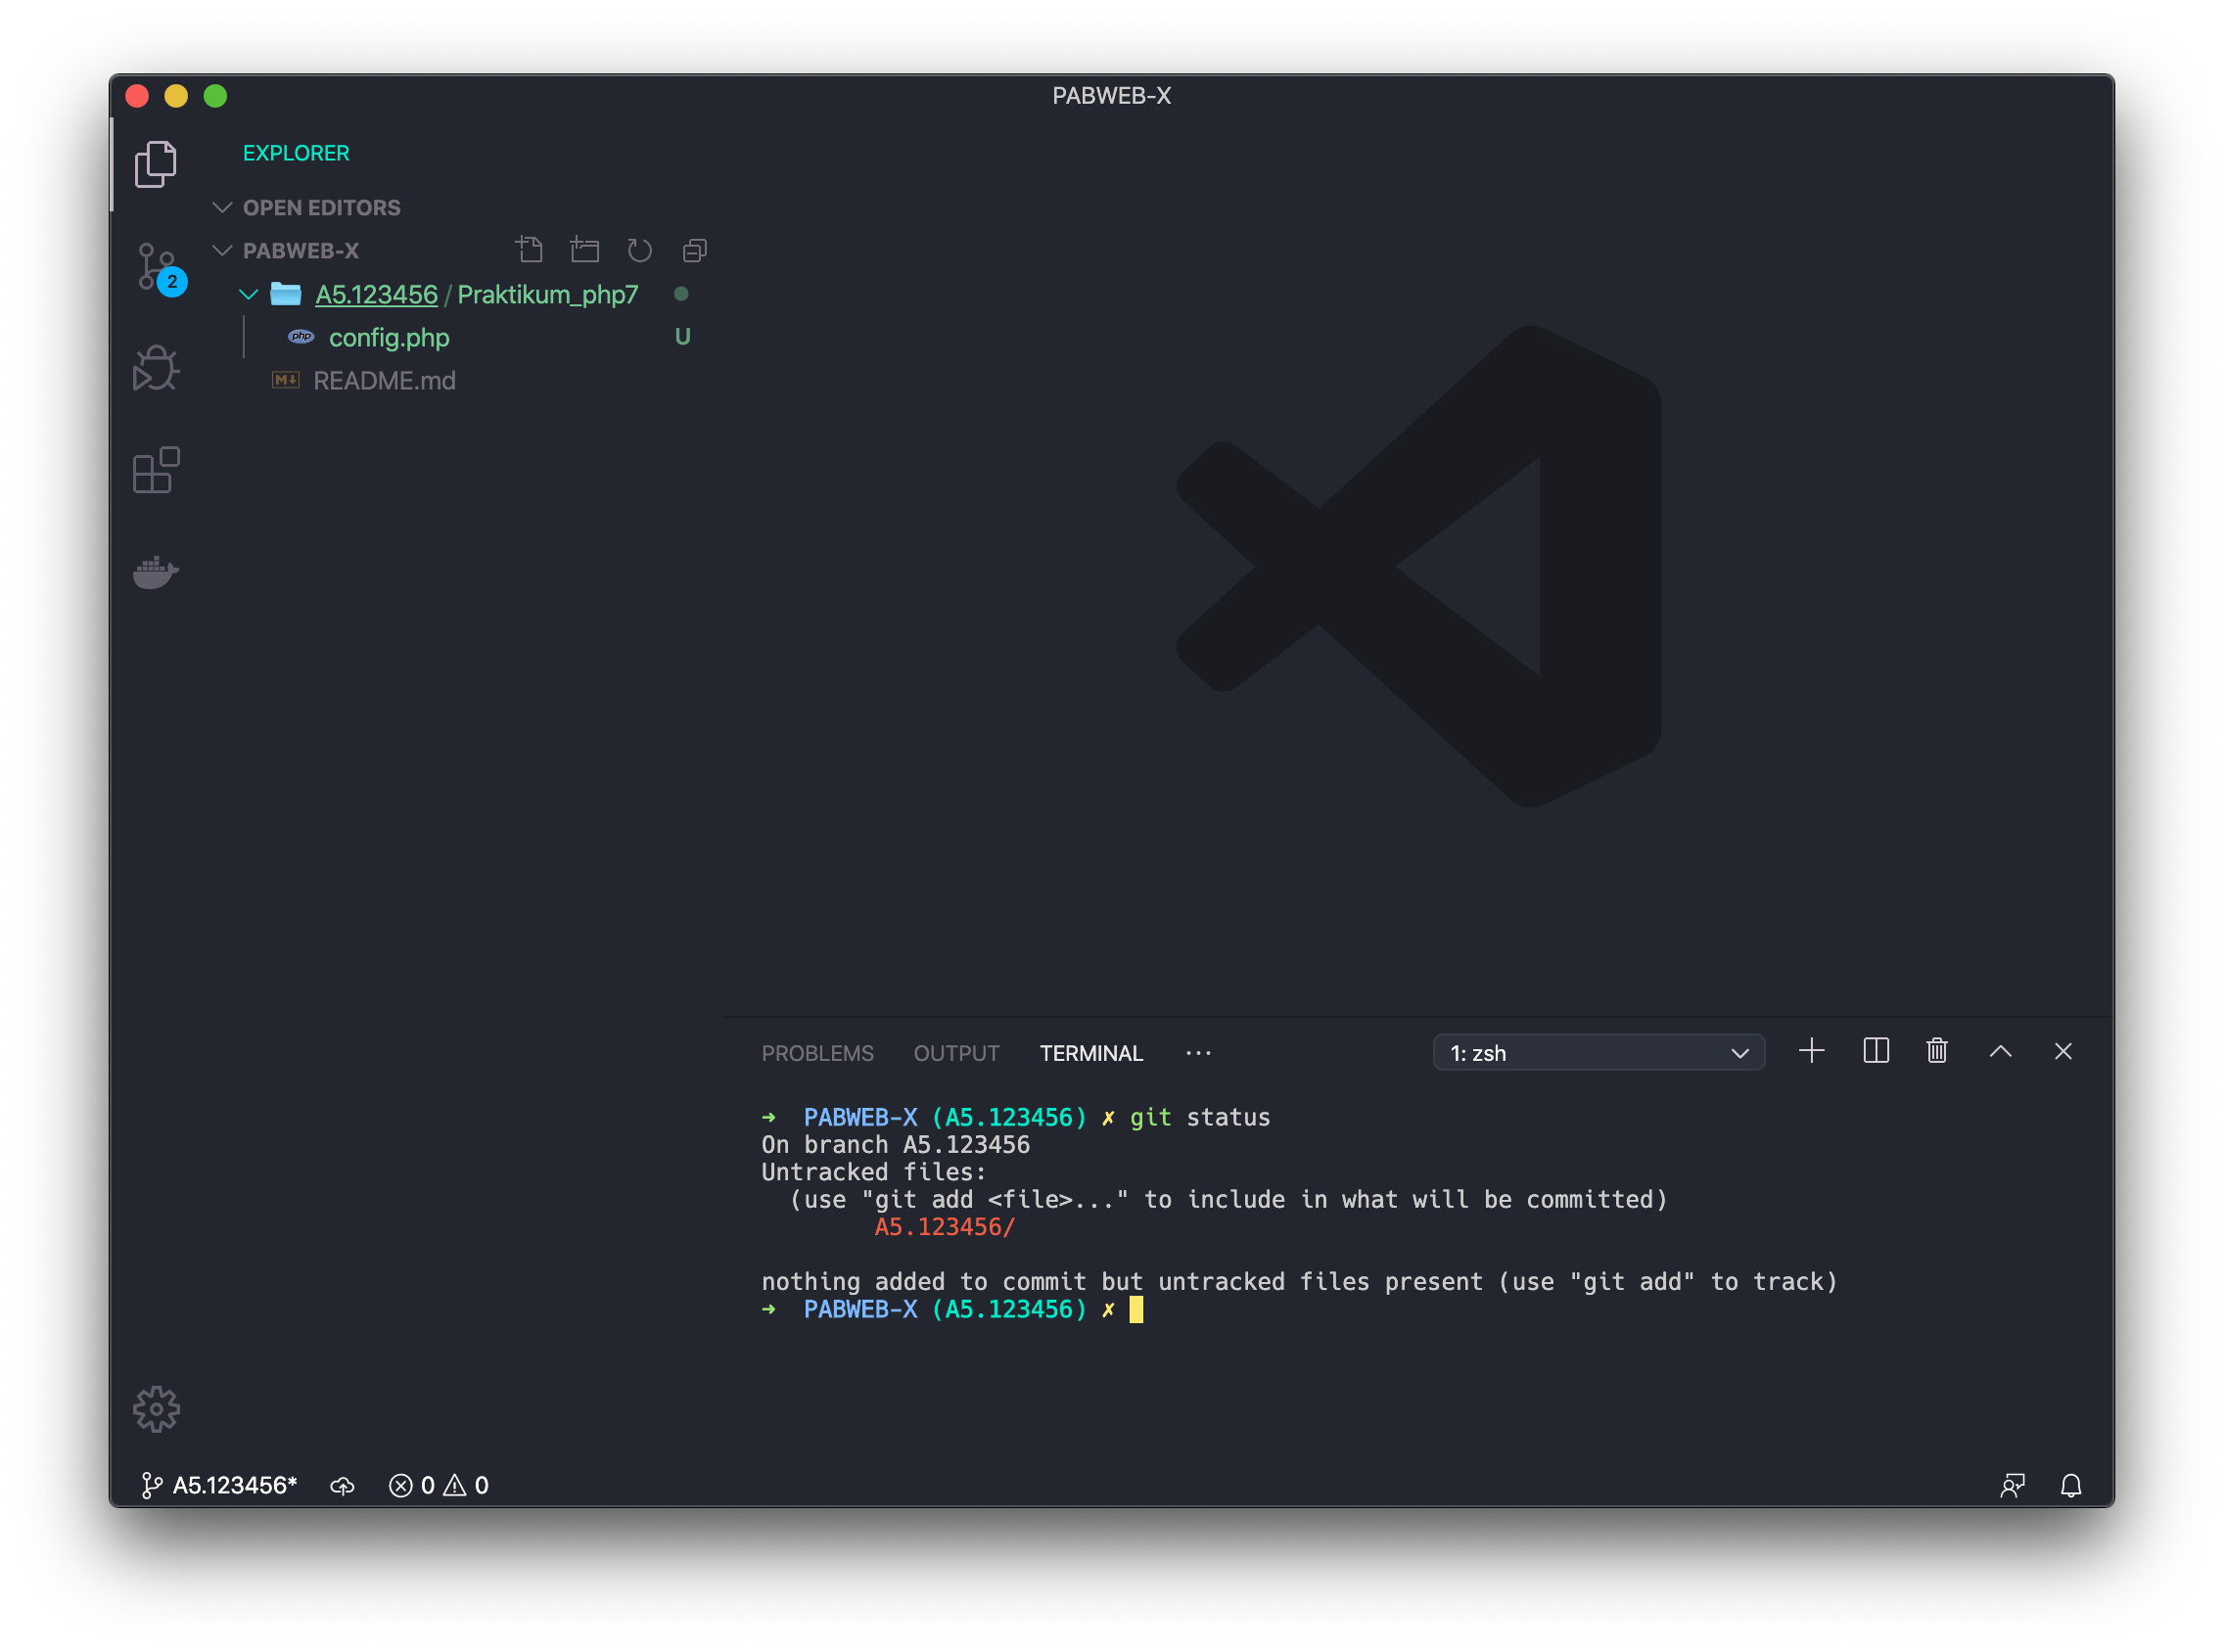 PABWEB-X
EXPLORER
OPEN EDITORS
PABWEB-X
2
A5.123456 / Praktikum_php7
php config.php U
M README.md
PROBLEMS OUTPUT TERMINAL ··· 1: zsh
➜ PABWEB-X (A5.123456) ✗ git status
On branch A5.123456
Untracked files:
(use "git add <file>..." to include in what will be committed)
A5.123456/
nothing added to commit but untracked files present (use "git add" to track)
➜ PABWEB-X (A5.123456) ✗
A5.123456* 0 0